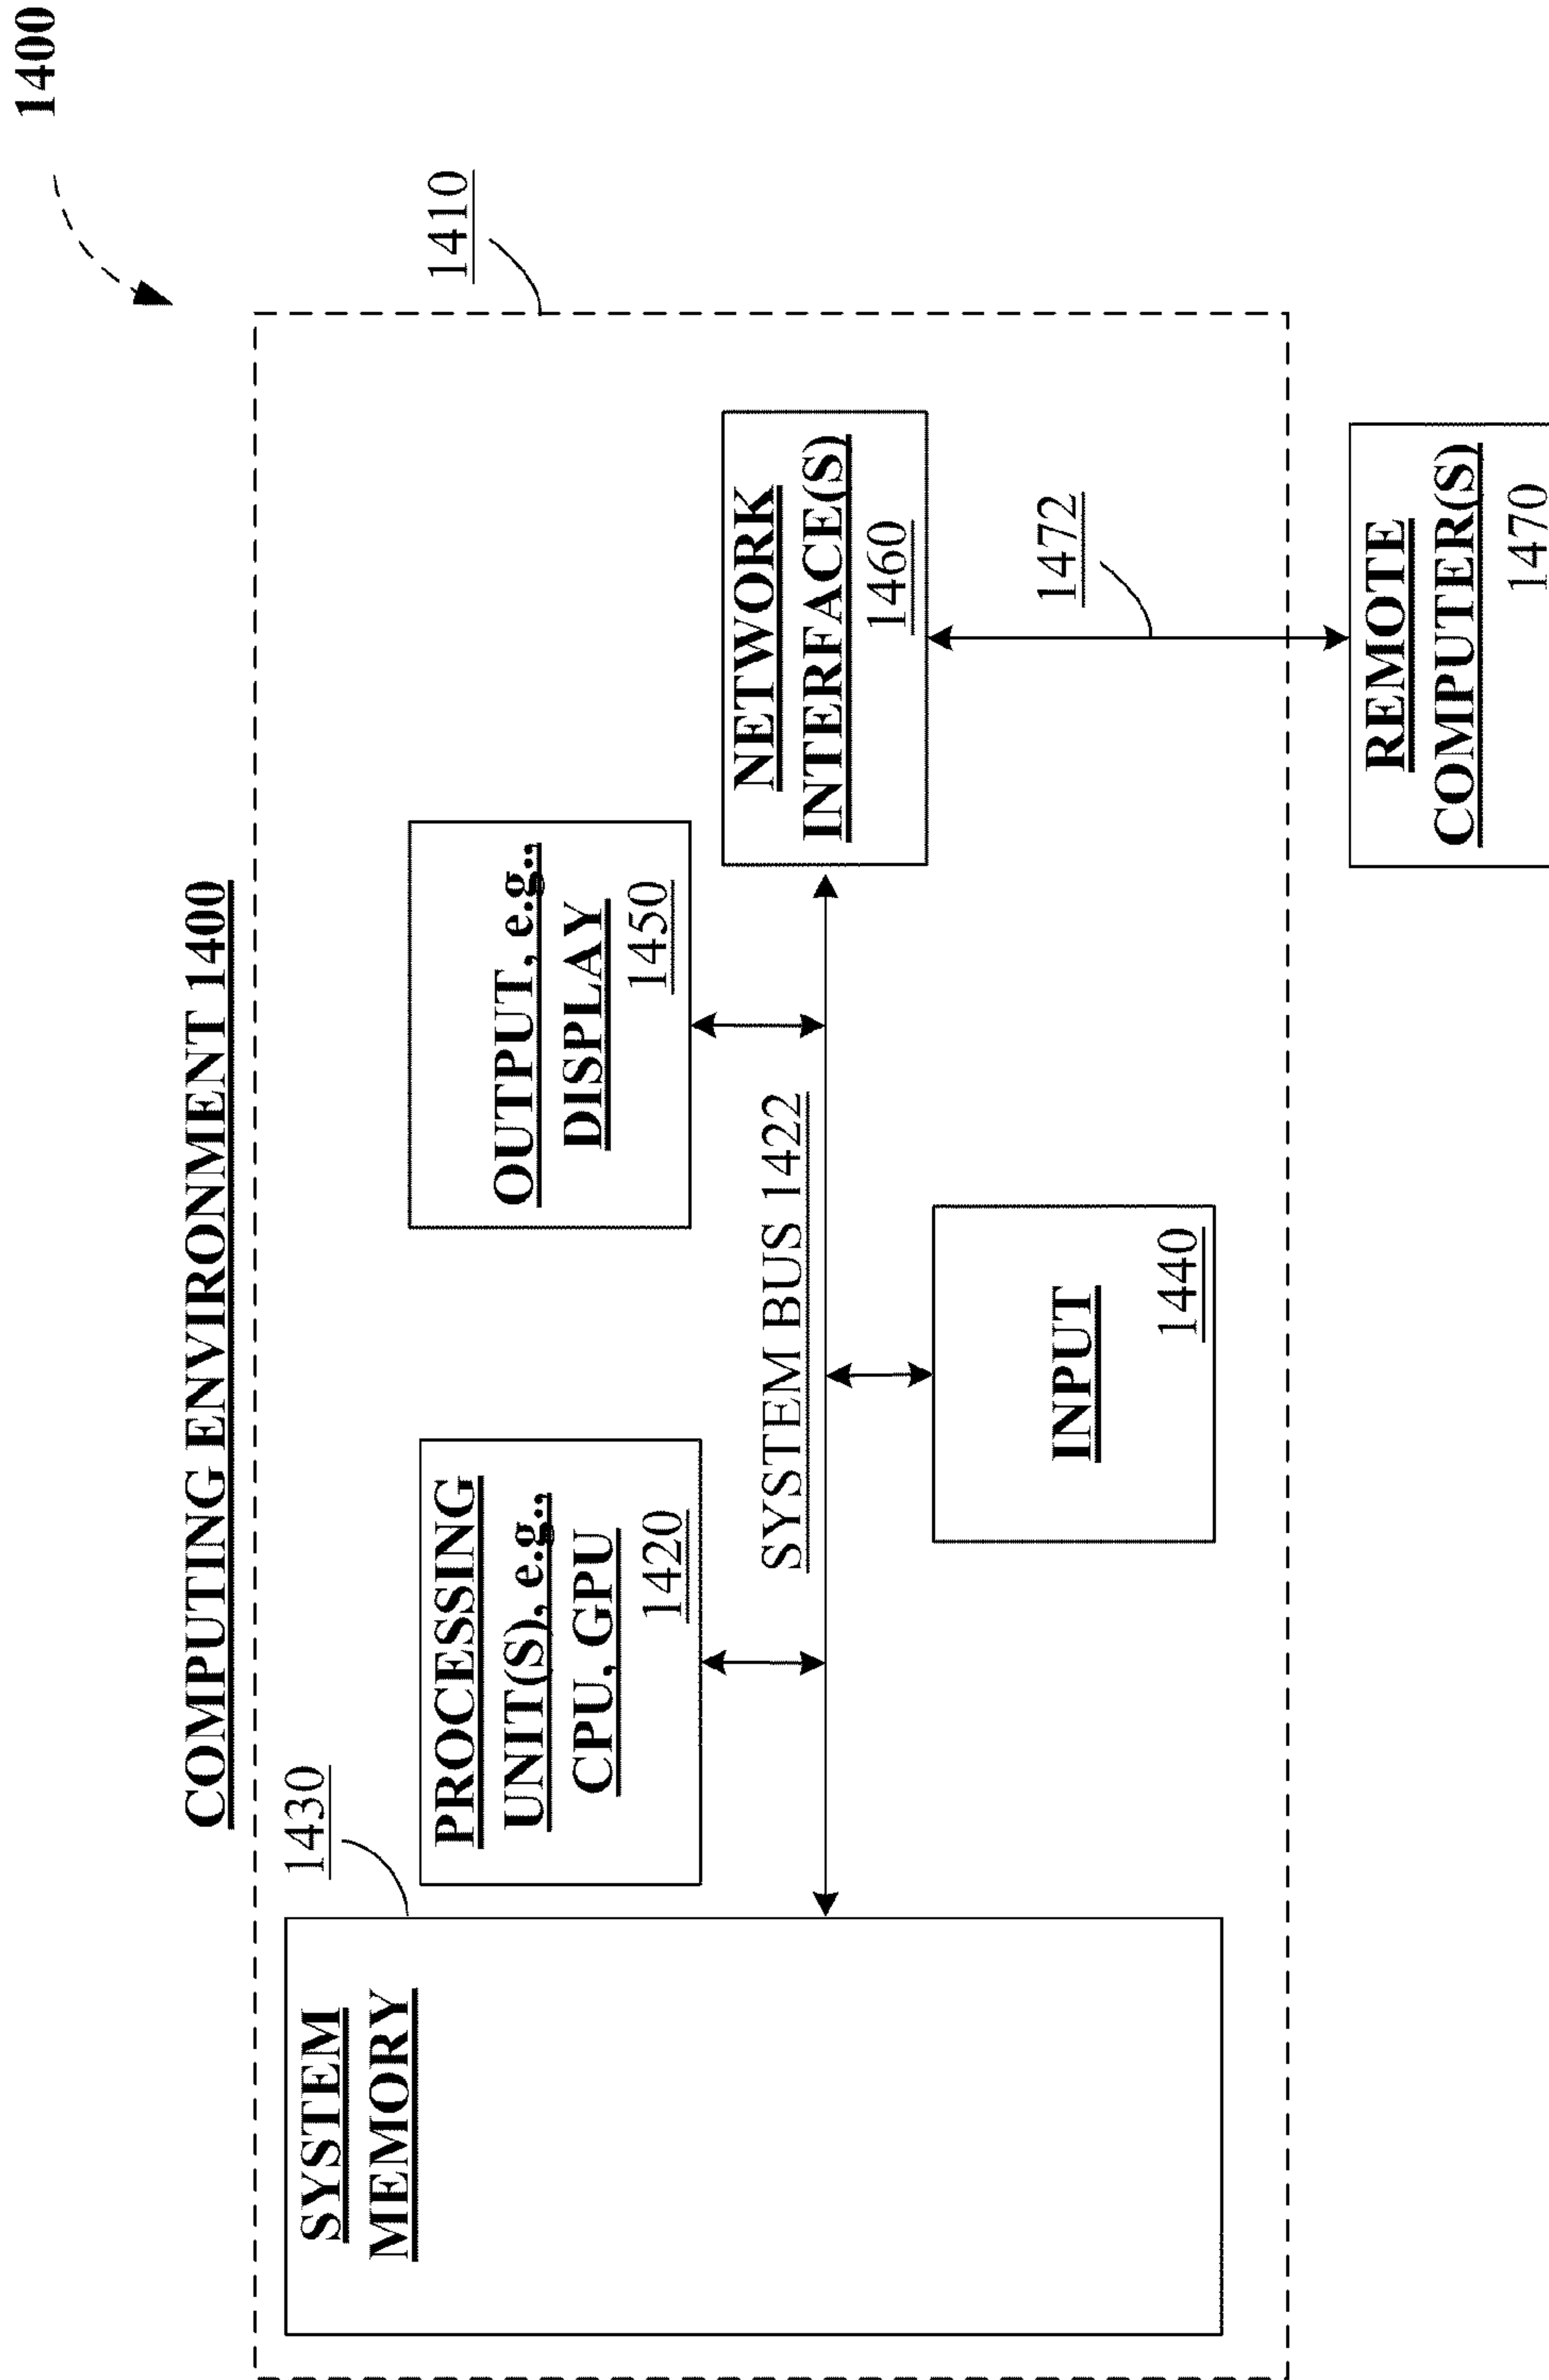 1400
COMPUTING ENVIRONMENT 1400
1410
1430
SYSTEM
MEMORY
PROCESSING
UNIT(S), e.g.,
CPU, GPU
1420
OUTPUT, e.g.,
DISPLAY
1450
SYSTEM BUS 1422
NETWORK
INTERFACE(S)
1460
INPUT
1440
1472
REMOTE
COMPUTER(S)
1470